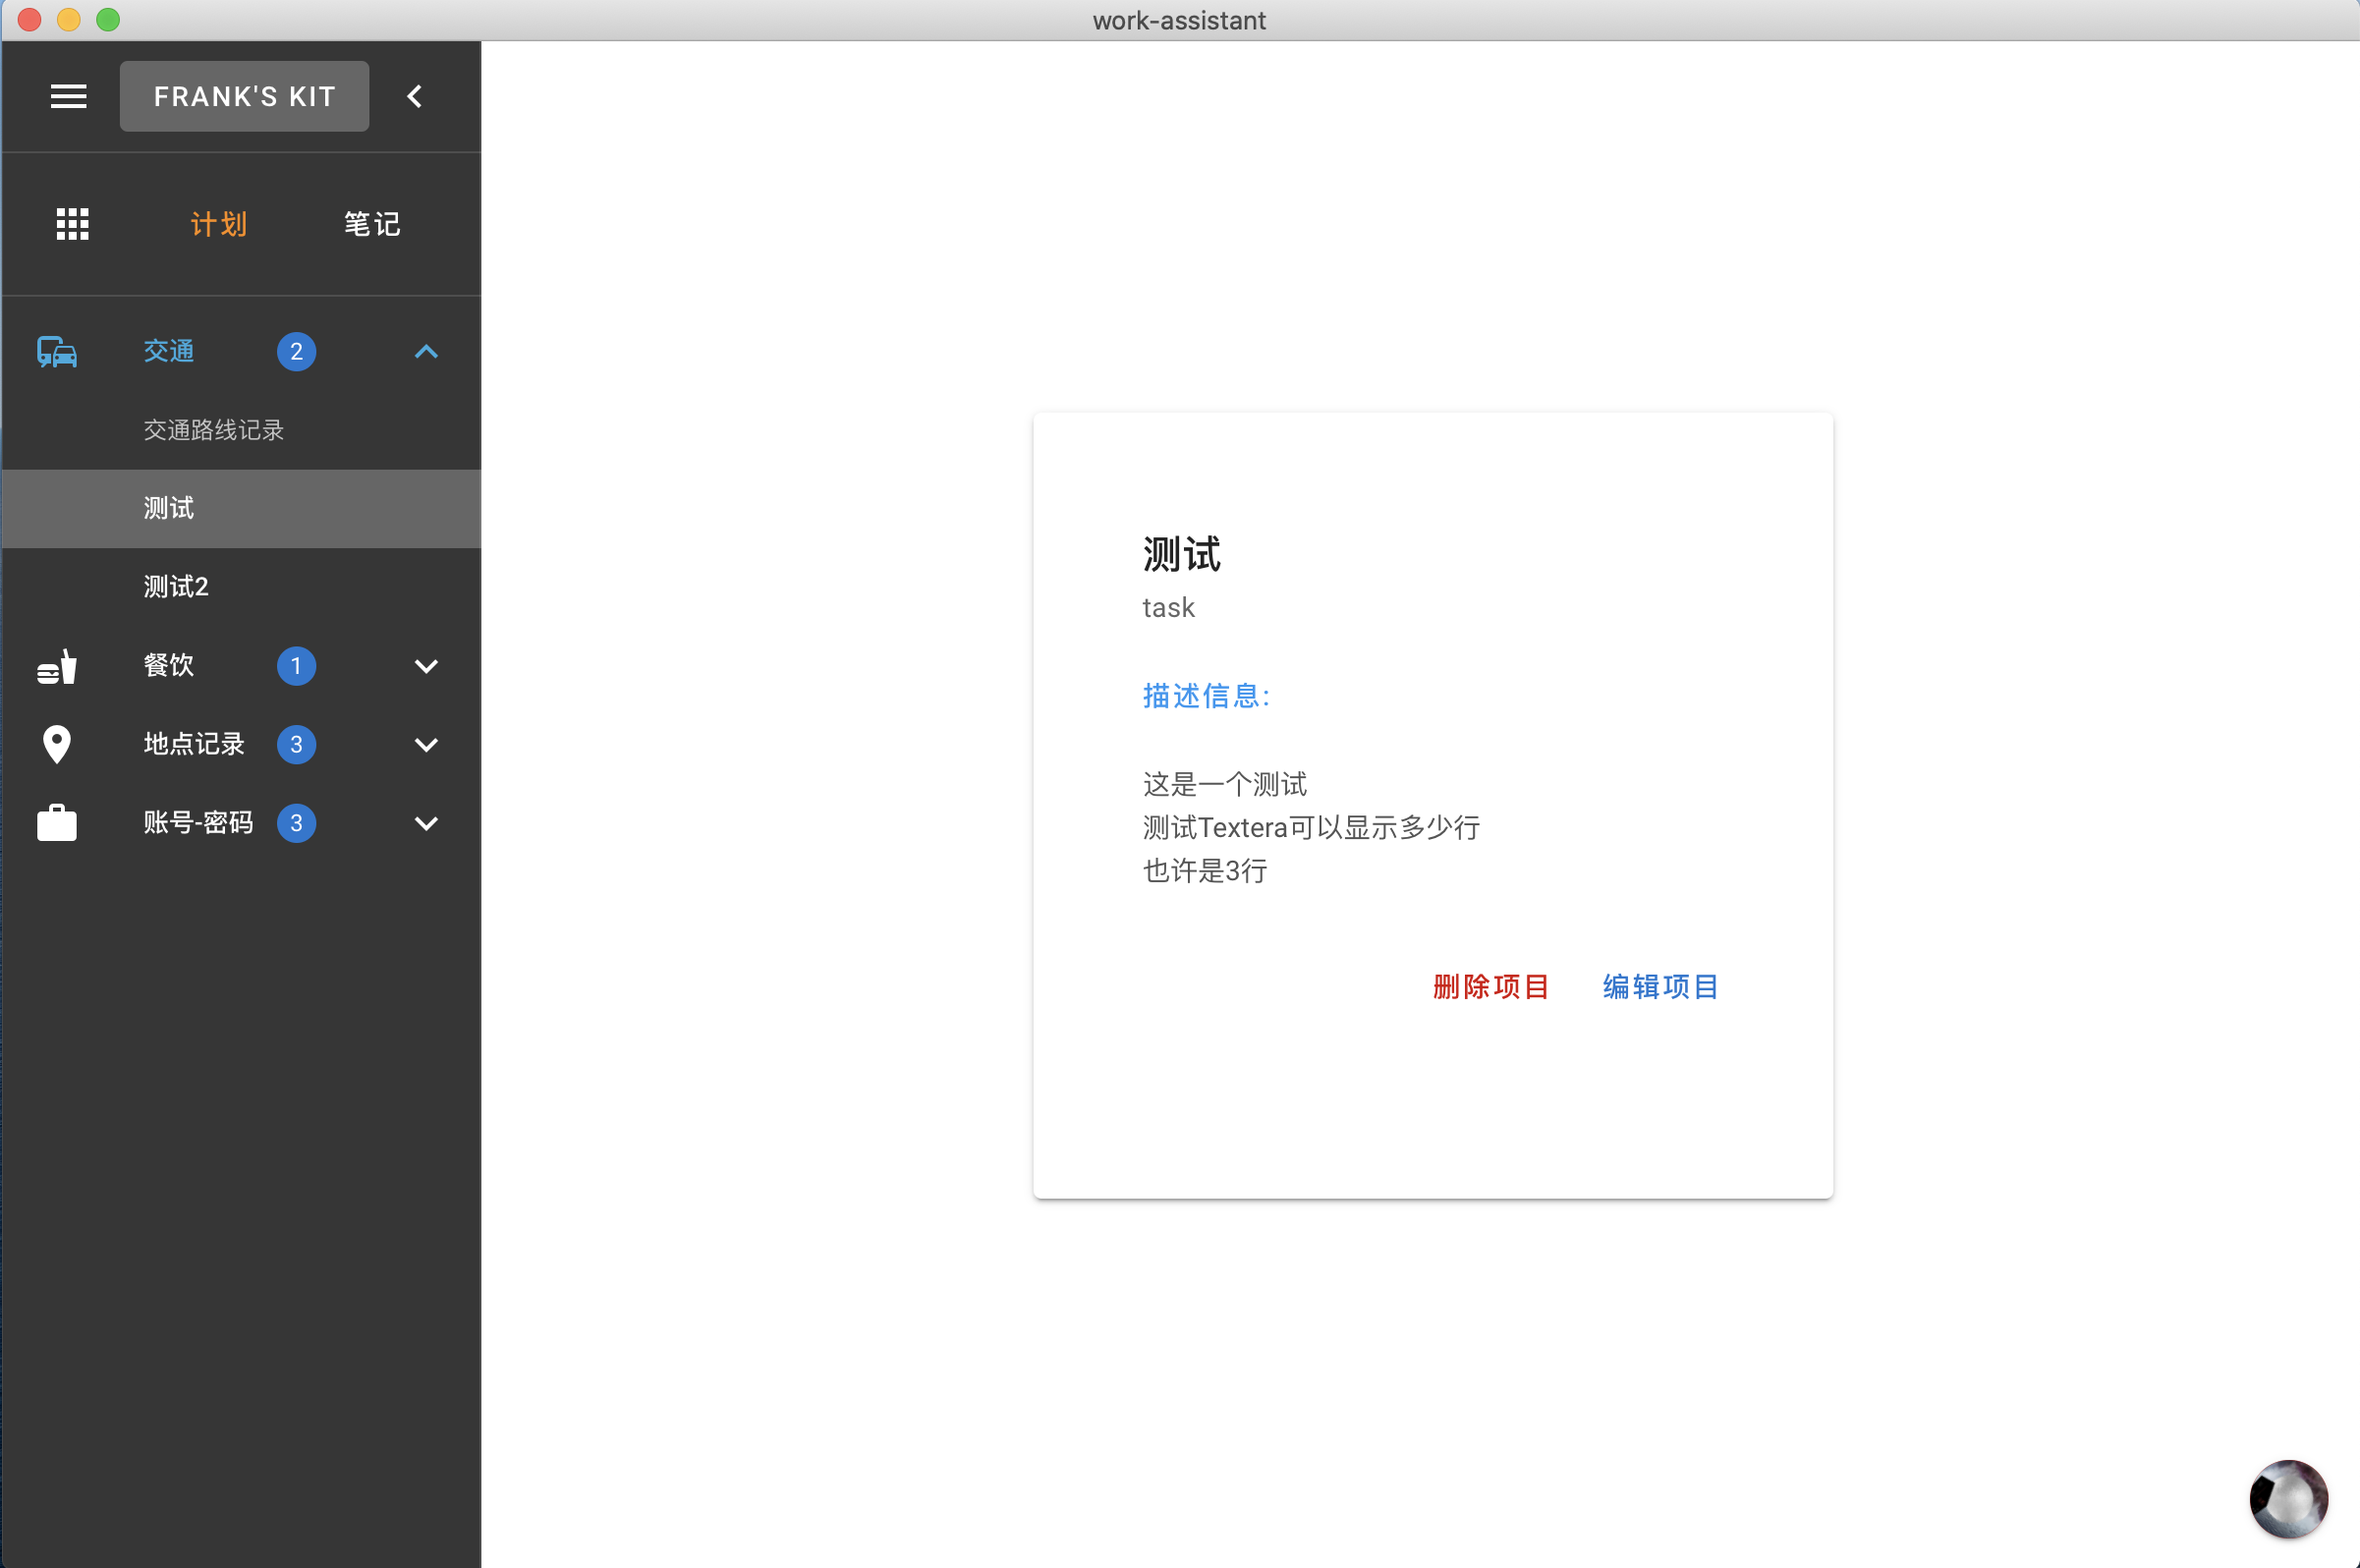 work-assistant
FRANK'S KIT
计划 笔记
交通 2
交通路线记录
测试
测试2
餐饮 1
地点记录 3
账号-密码 3
测试
task
描述信息:
这是一个测试
测试Textera可以显示多少行
也许是3行
删除项目 编辑项目